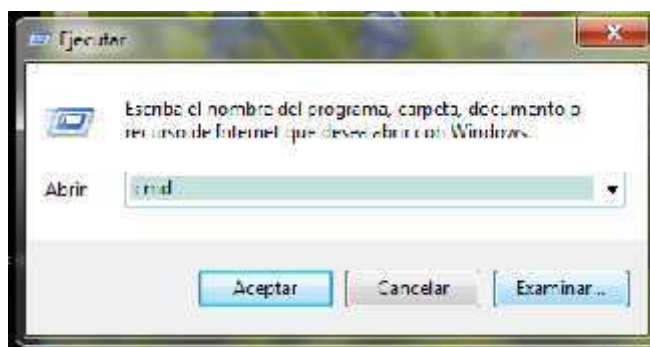 Ejecutar
Escriba el nombre del programa, carpeta, documento o
recurso de Internet que desea abrir con Windows.
Abrir
cmd
Aceptar
Cancelar
Examinar...